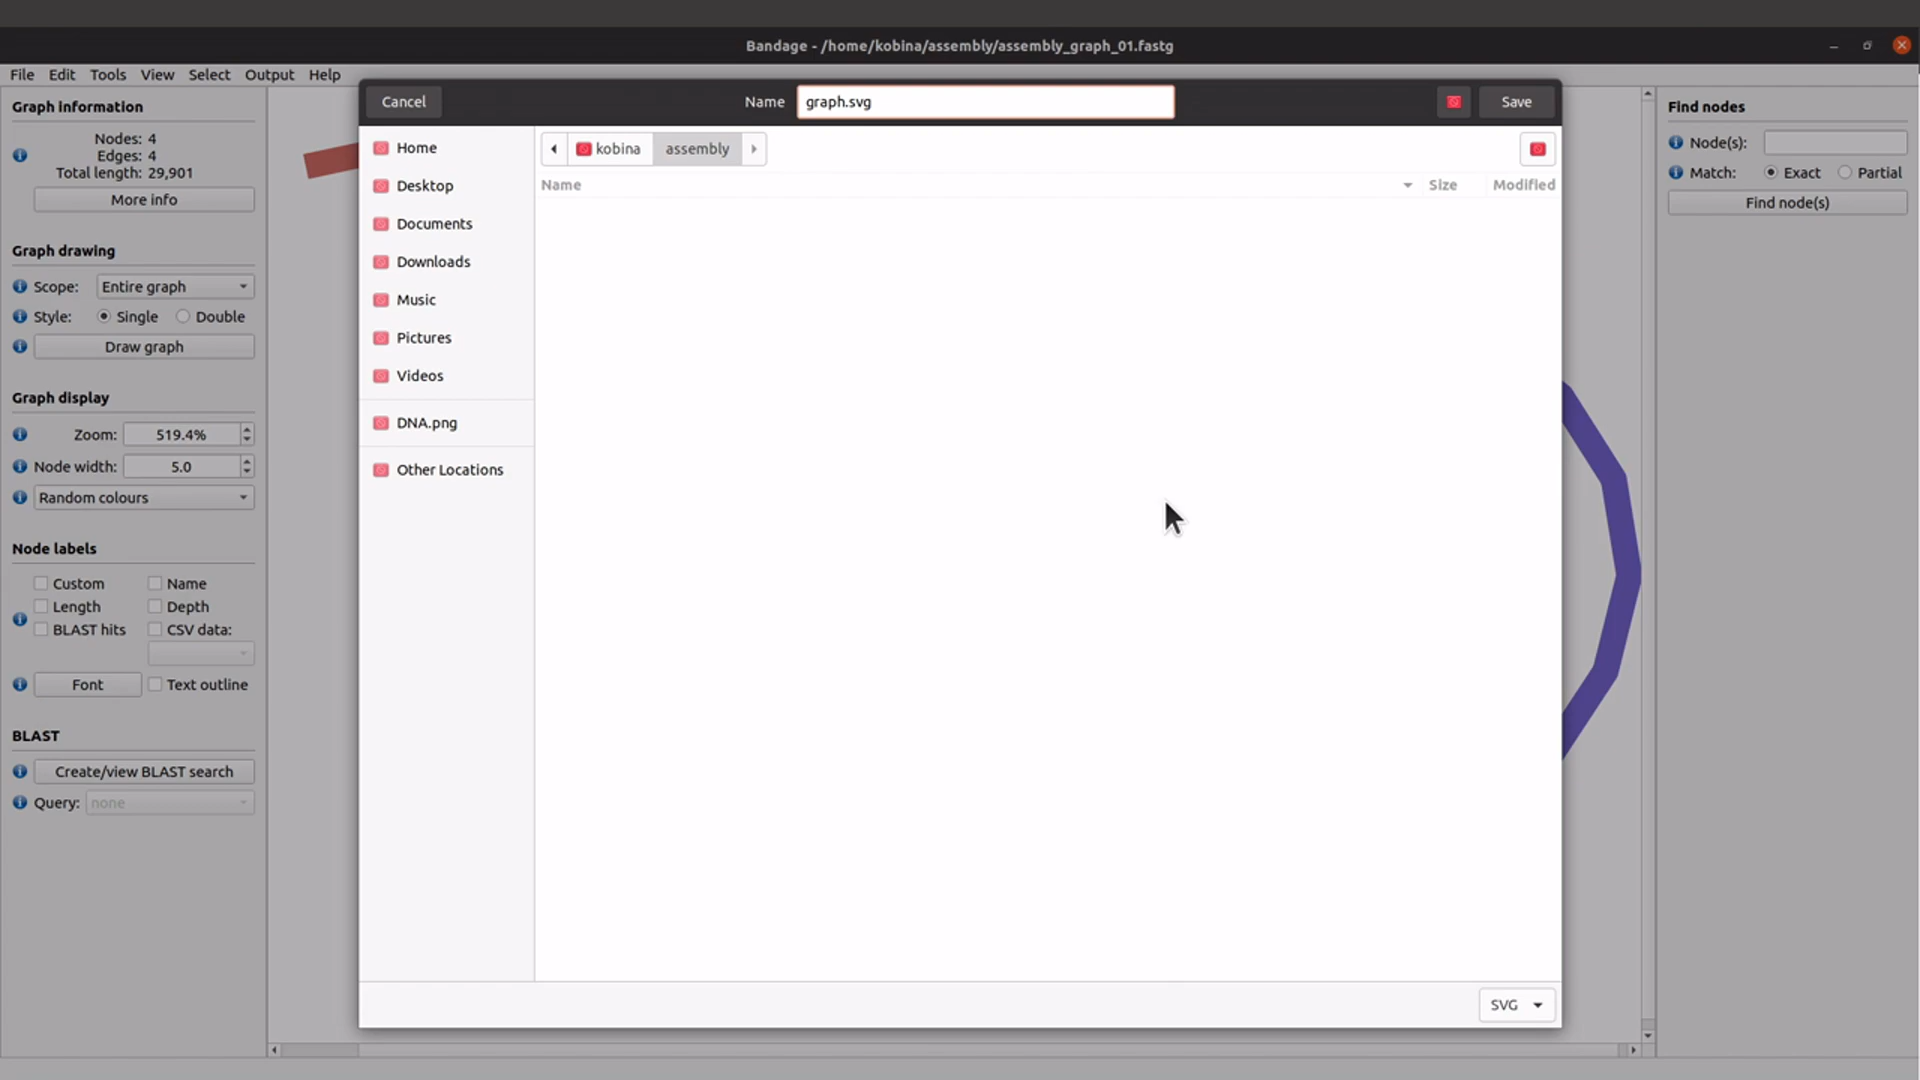 Bandage - /home/kobina/assembly/assembly_graph_01.fastg
File Edit Tools View Select Output Help
Graph information
Nodes: 4
Edges: 4
Total length: 29,901
More info
Graph drawing
Scope: Entire graph
Style: Single Double
Draw graph
Graph display
Zoom: 519.4%
Node width: 5.0
Random colours
Node labels
Custom Name
Length Depth
BLAST hits CSV data:
Font Text outline
BLAST
Create/view BLAST search
Query: none
Cancel Name graph.svg Save
Home
Desktop
Documents
Downloads
Music
Pictures
Videos
DNA.png
Other Locations
kobina assembly
Name Size Modified
SVG
Find nodes
Node(s):
Match: Exact Partial
Find node(s)